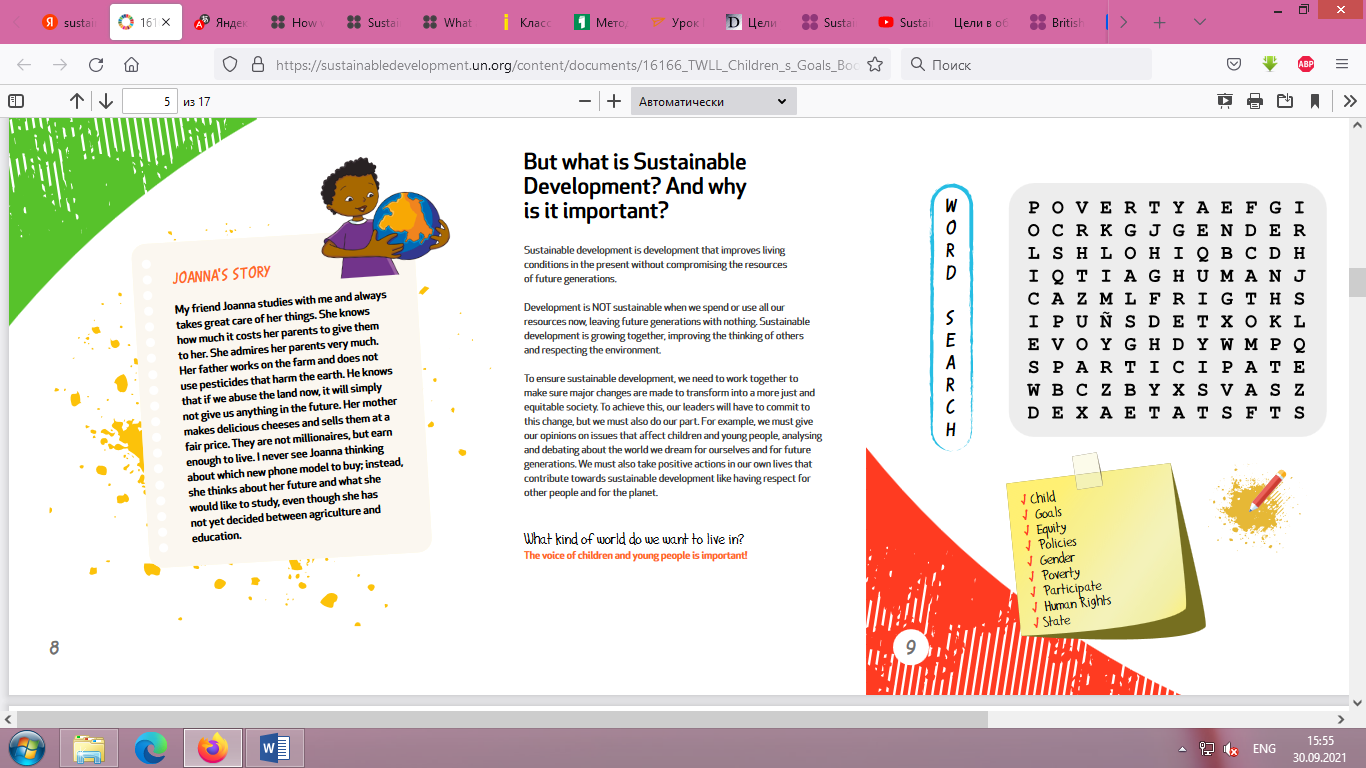 sustain
161
Яндек
How
Sustain
What
Класс
Метод
Урок
Цели
Sustain
Sustain
Цели в об
British
https://sustainabledevelopment.un.org/content/documents/16166_TWLL_Children_s_Goals_Boo
Поиск
ABP
5 из 17
Автоматически
JOANNA'S STORY
My friend Joanna studies with me and always
takes great care of her things. She knows
how much it costs her parents to give them
to her. She admires her parents very much.
Her father works on the farm and does not
use pesticides that harm the earth. He knows
that if we abuse the land now, it will simply
not give us anything in the future. Her mother
makes delicious cheeses and sells them at a
fair price. They are not millionaires, but earn
enough to live. I never see Joanna thinking
about which new phone model to buy; instead,
she thinks about her future and what she
would like to study, even though she has
not yet decided between agriculture and
education.
8
But what is Sustainable
Development? And why
is it important?
Sustainable development is development that improves living
conditions in the present without compromising the resources
of future generations.
Development is NOT sustainable when we spend or use all our
resources now, leaving future generations with nothing. Sustainable
development is growing together, improving the thinking of others
and respecting the environment.
To ensure sustainable development, we need to work together to
make sure major changes are made to transform into a more just and
equitable society. To achieve this, our leaders will have to commit to
this change, but we must also do our part. For example, we must give
our opinions on issues that affect children and young people, analysing
and debating about the world we dream for ourselves and for future
generations. We must also take positive actions in our own lives that
contribute towards sustainable development like having respect for
other people and for the planet.
What kind of world do we want to live in?
The voice of children and young people is important!
WORD SEARCH
P O V E R T Y A E F G I
O C R K G J G E N D E R
L S H L O H I Q B C D H
I Q T I A G H U M A N J
C A Z M L F R I G T H S
I P U Ñ S D E T X O K L
E V O Y G H D Y W M P Q
S P A R T I C I P A T E
W B C Z B Y X S V A S Z
D E X A E T A T S F T S
Child
Goals
Equity
Policies
Gender
Poverty
Participate
Human Rights
State
9
ENG
15:55
30.09.2021